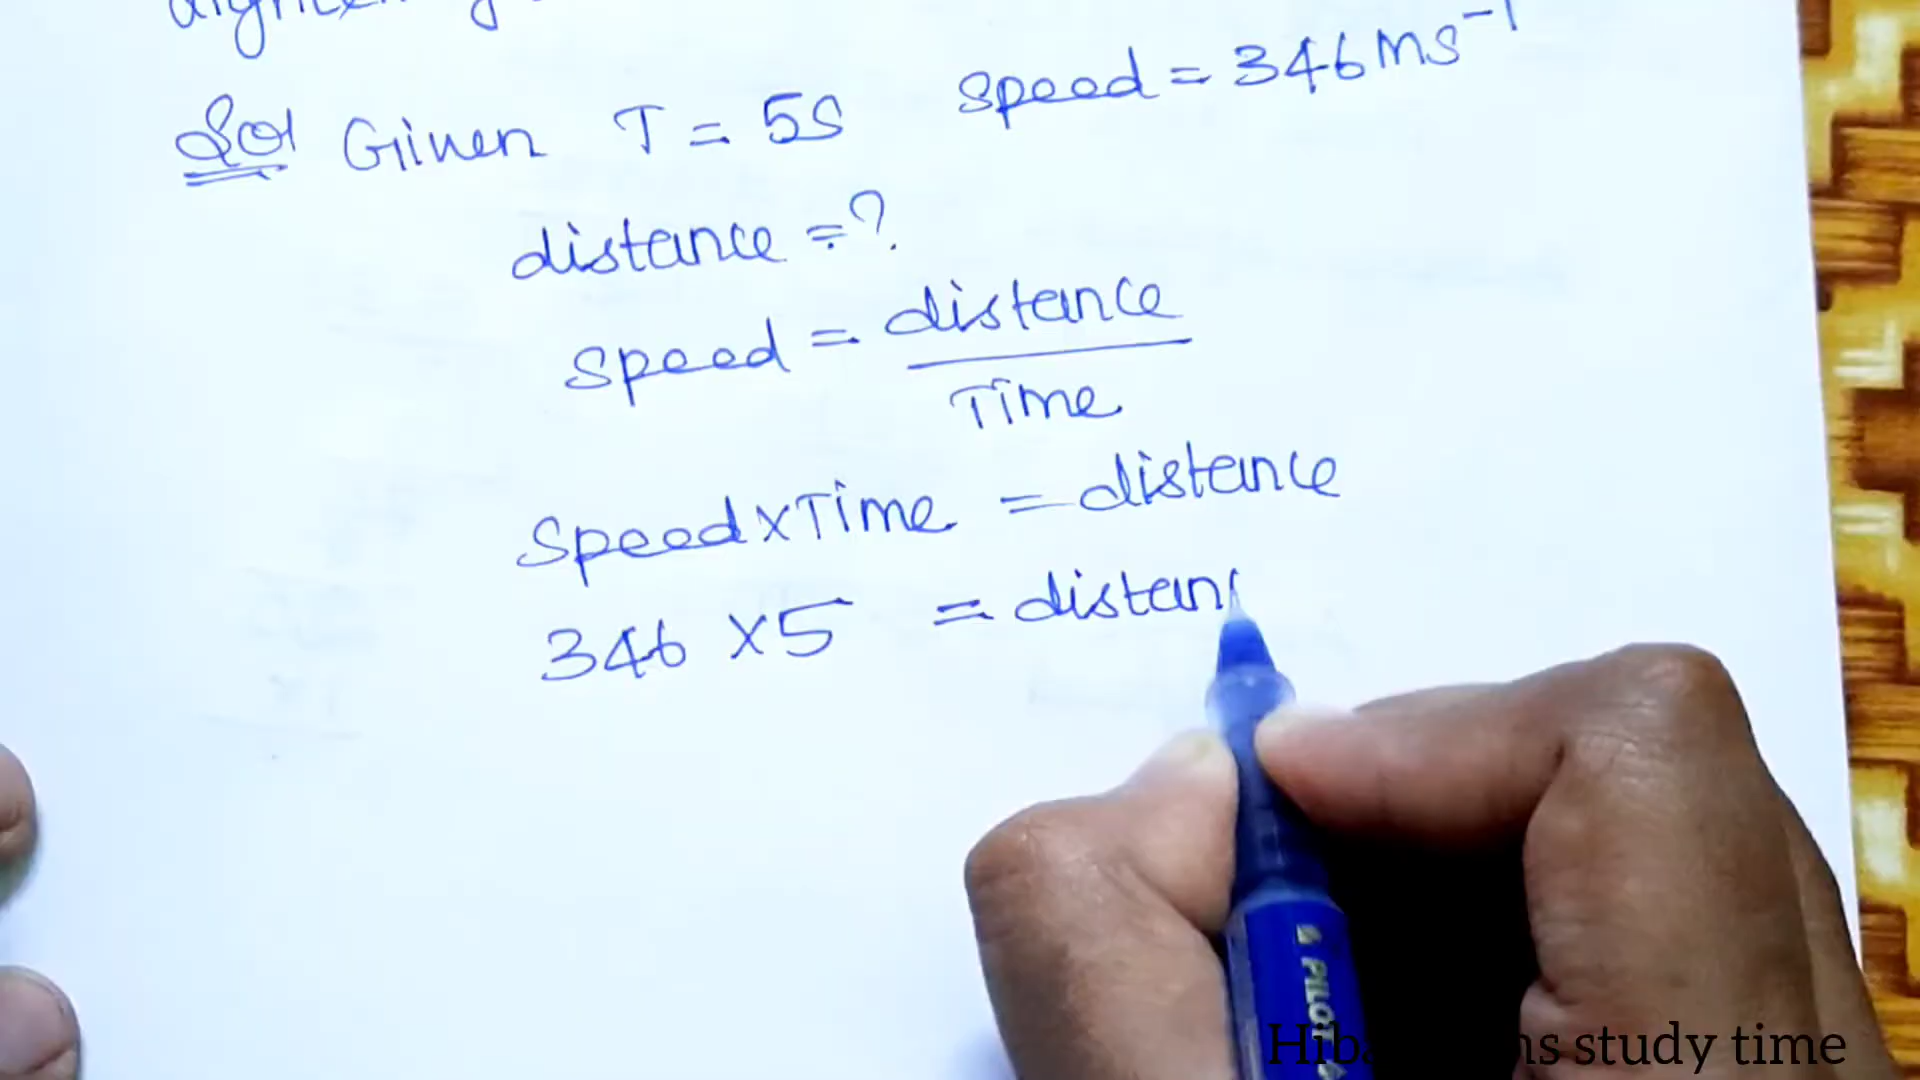 Sol Given T = 5S speed = 346 ms⁻¹
distance = ?
speed = distance
Time
Speed x Time = distance
346 x 5 = distan
PILOT
study time